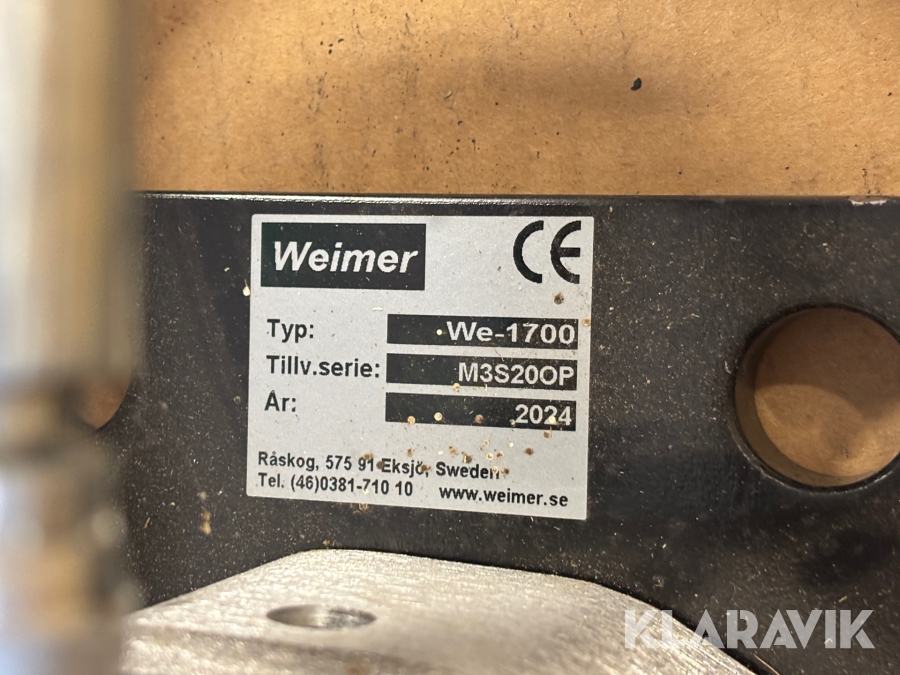 Weimer CE
Typ: We-1700
Tillv.serie: M3S20OP
År: 2024
Råskog, 575 91 Eksjö, Sweden
Tel. (46)0381-710 10 www.weimer.se
KLARAVIK